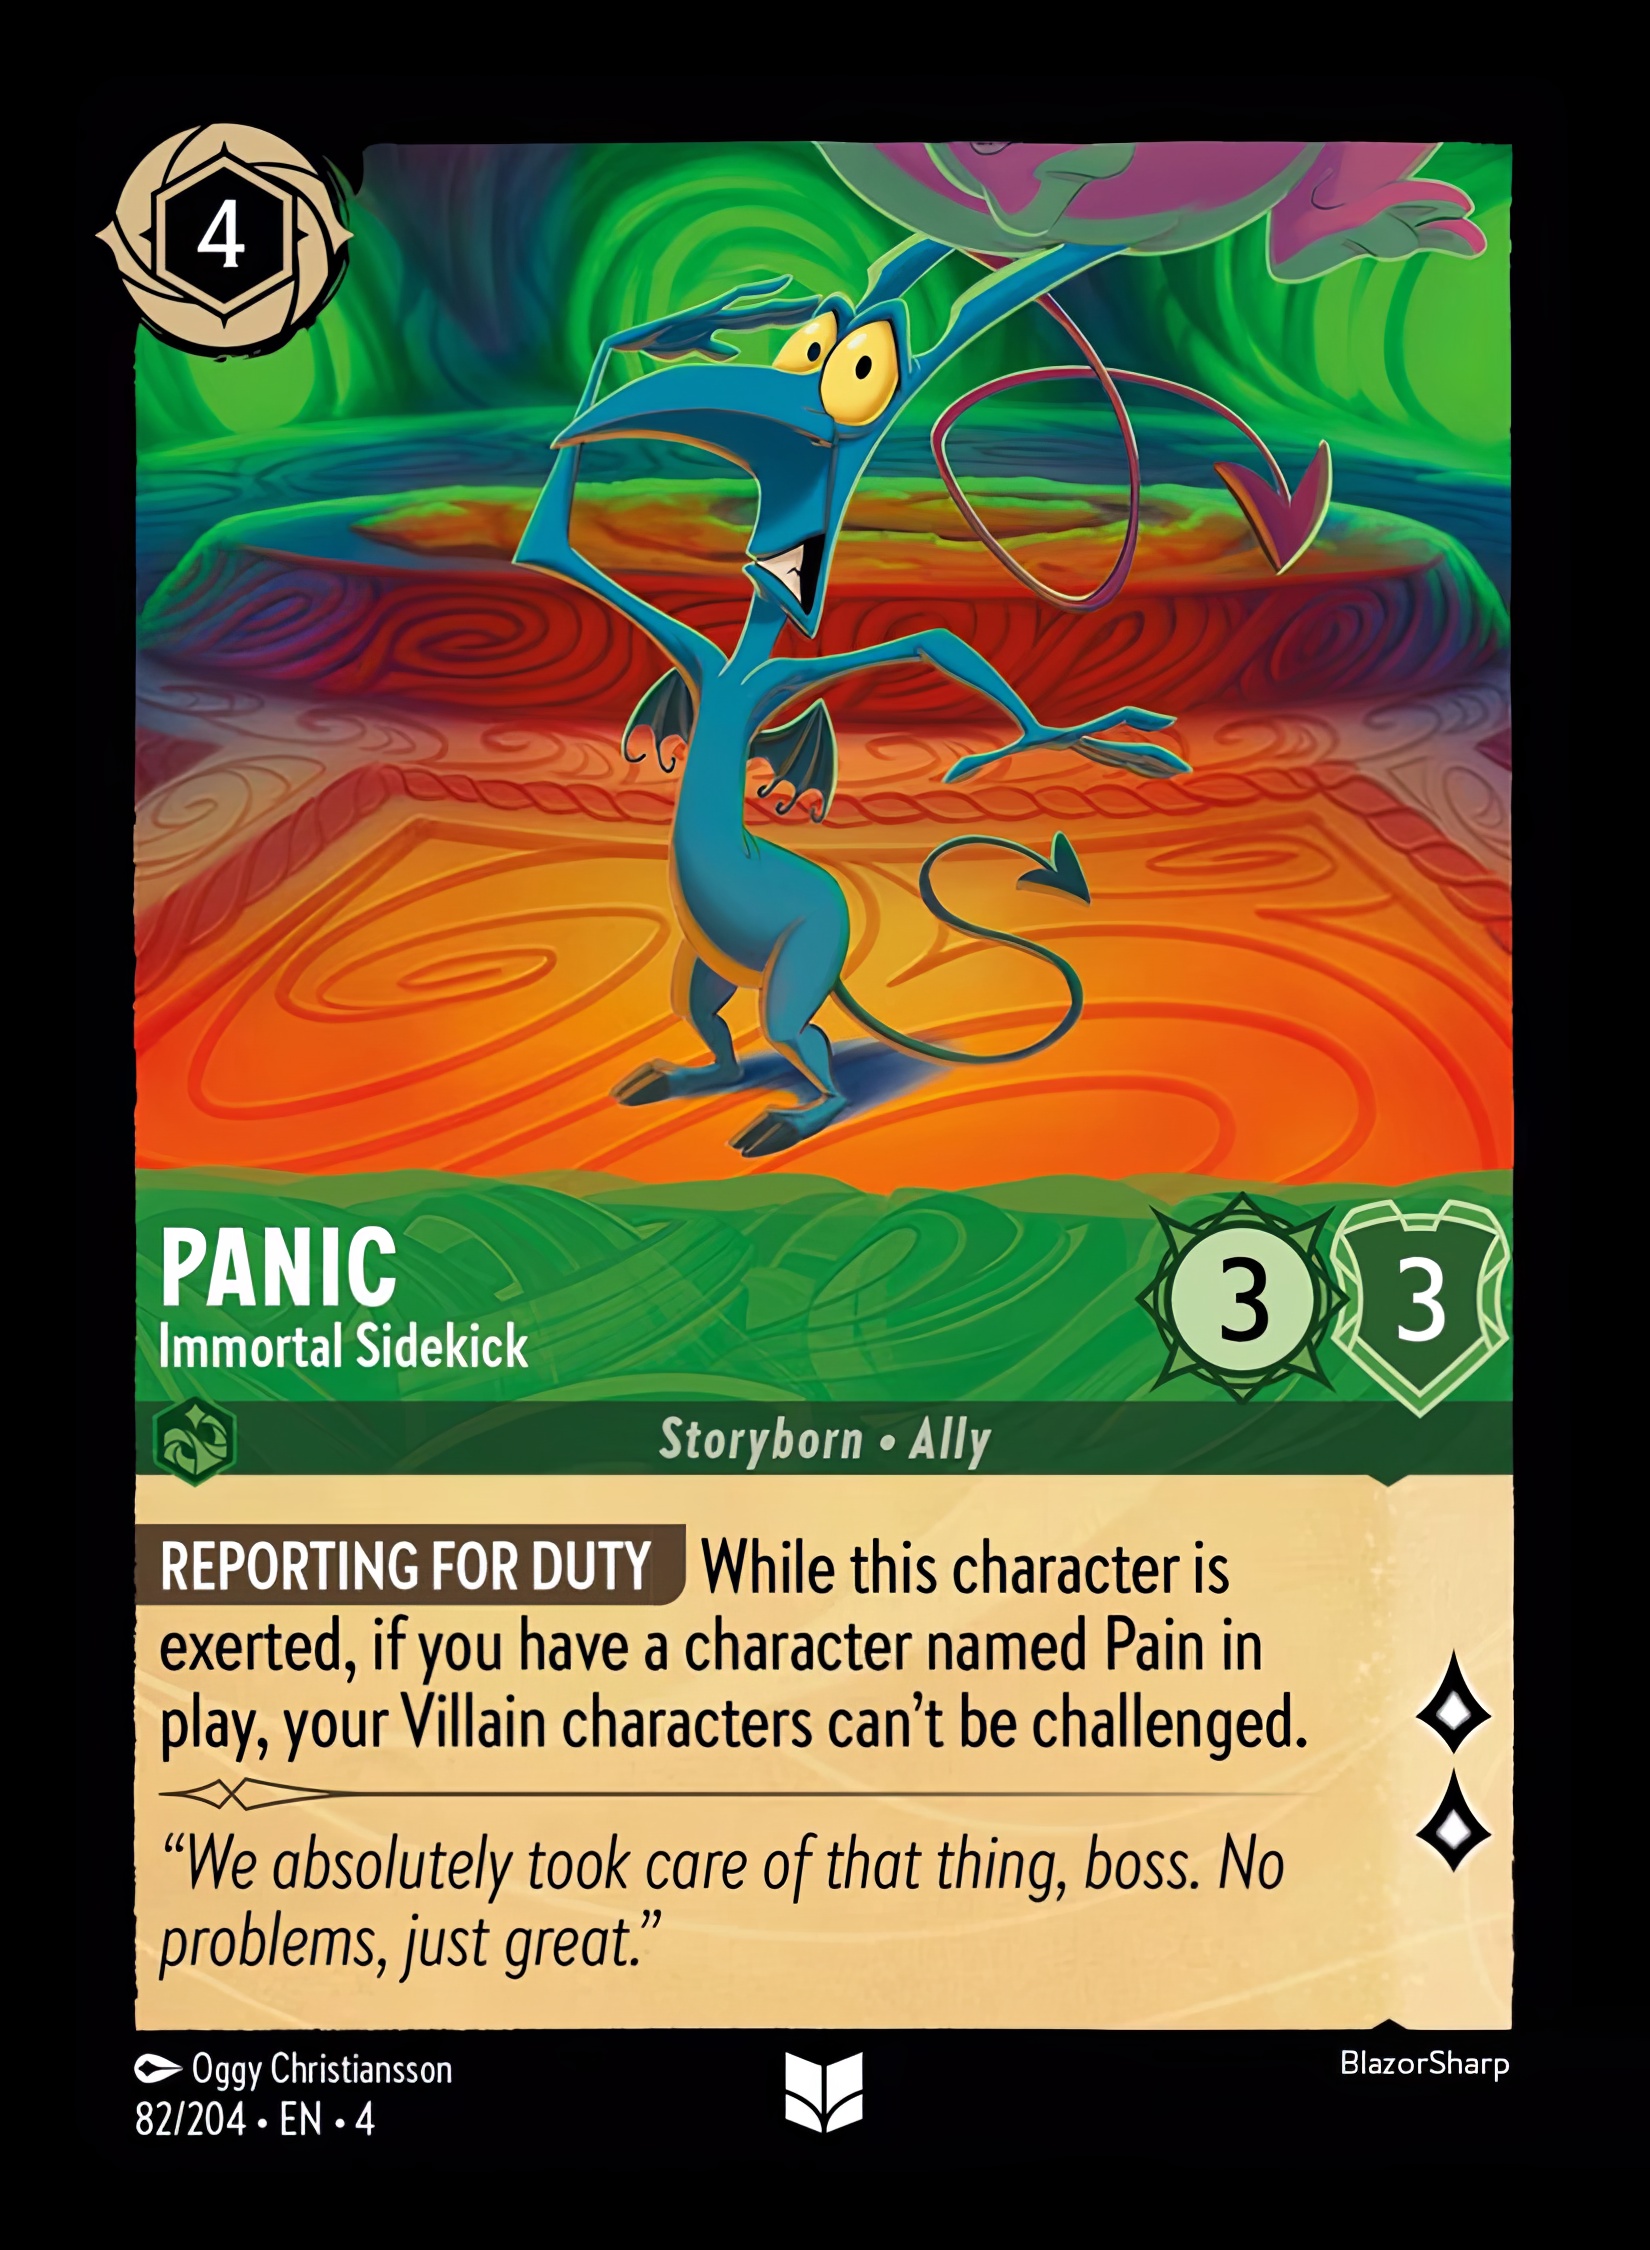 4
PANIC
Immortal Sidekick
3
3
Storyborn • Ally
REPORTING FOR DUTY While this character is
exerted, if you have a character named Pain in
play, your Villain characters can’t be challenged.
“We absolutely took care of that thing, boss. No
problems, just great.”
Oggy Christiansson
BlazorSharp
82/204 • EN • 4